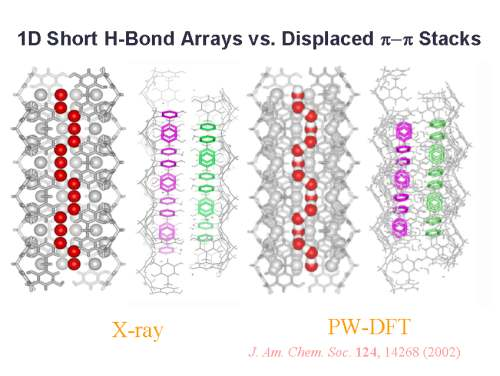 1D Short H-Bond Arrays vs. Displaced π−π Stacks
X-ray
PW-DFT
J. Am. Chem. Soc. 124, 14268 (2002)